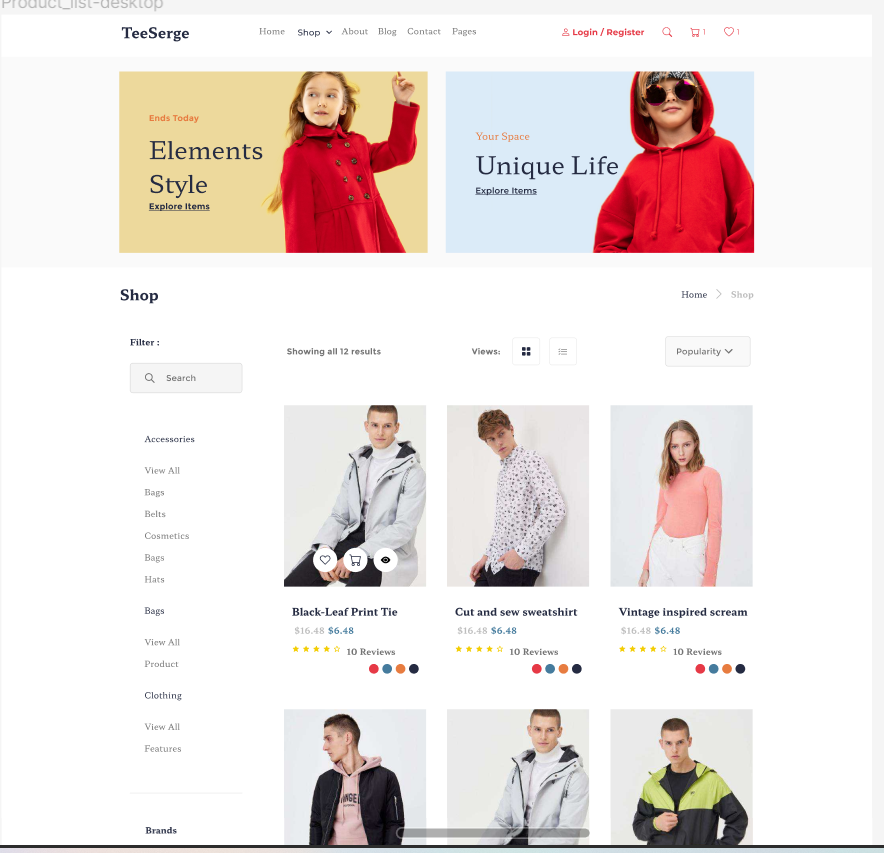 Product_list-desktop
TeeSerge
Home Shop About Blog Contact Pages
Login / Register
1
1
Ends Today
Elements
Style
Explore Items
Your Space
Unique Life
Explore Items
Shop
Home Shop
Filter :
Search
Showing all 12 results
Views:
Popularity
Accessories
View All
Bags
Belts
Cosmetics
Bags
Hats
Bags
View All
Product
Clothing
View All
Features
Brands
Black-Leaf Print Tie
$16.48 $6.48
10 Reviews
Cut and sew sweatshirt
$16.48 $6.48
10 Reviews
Vintage inspired scream
$16.48 $6.48
10 Reviews